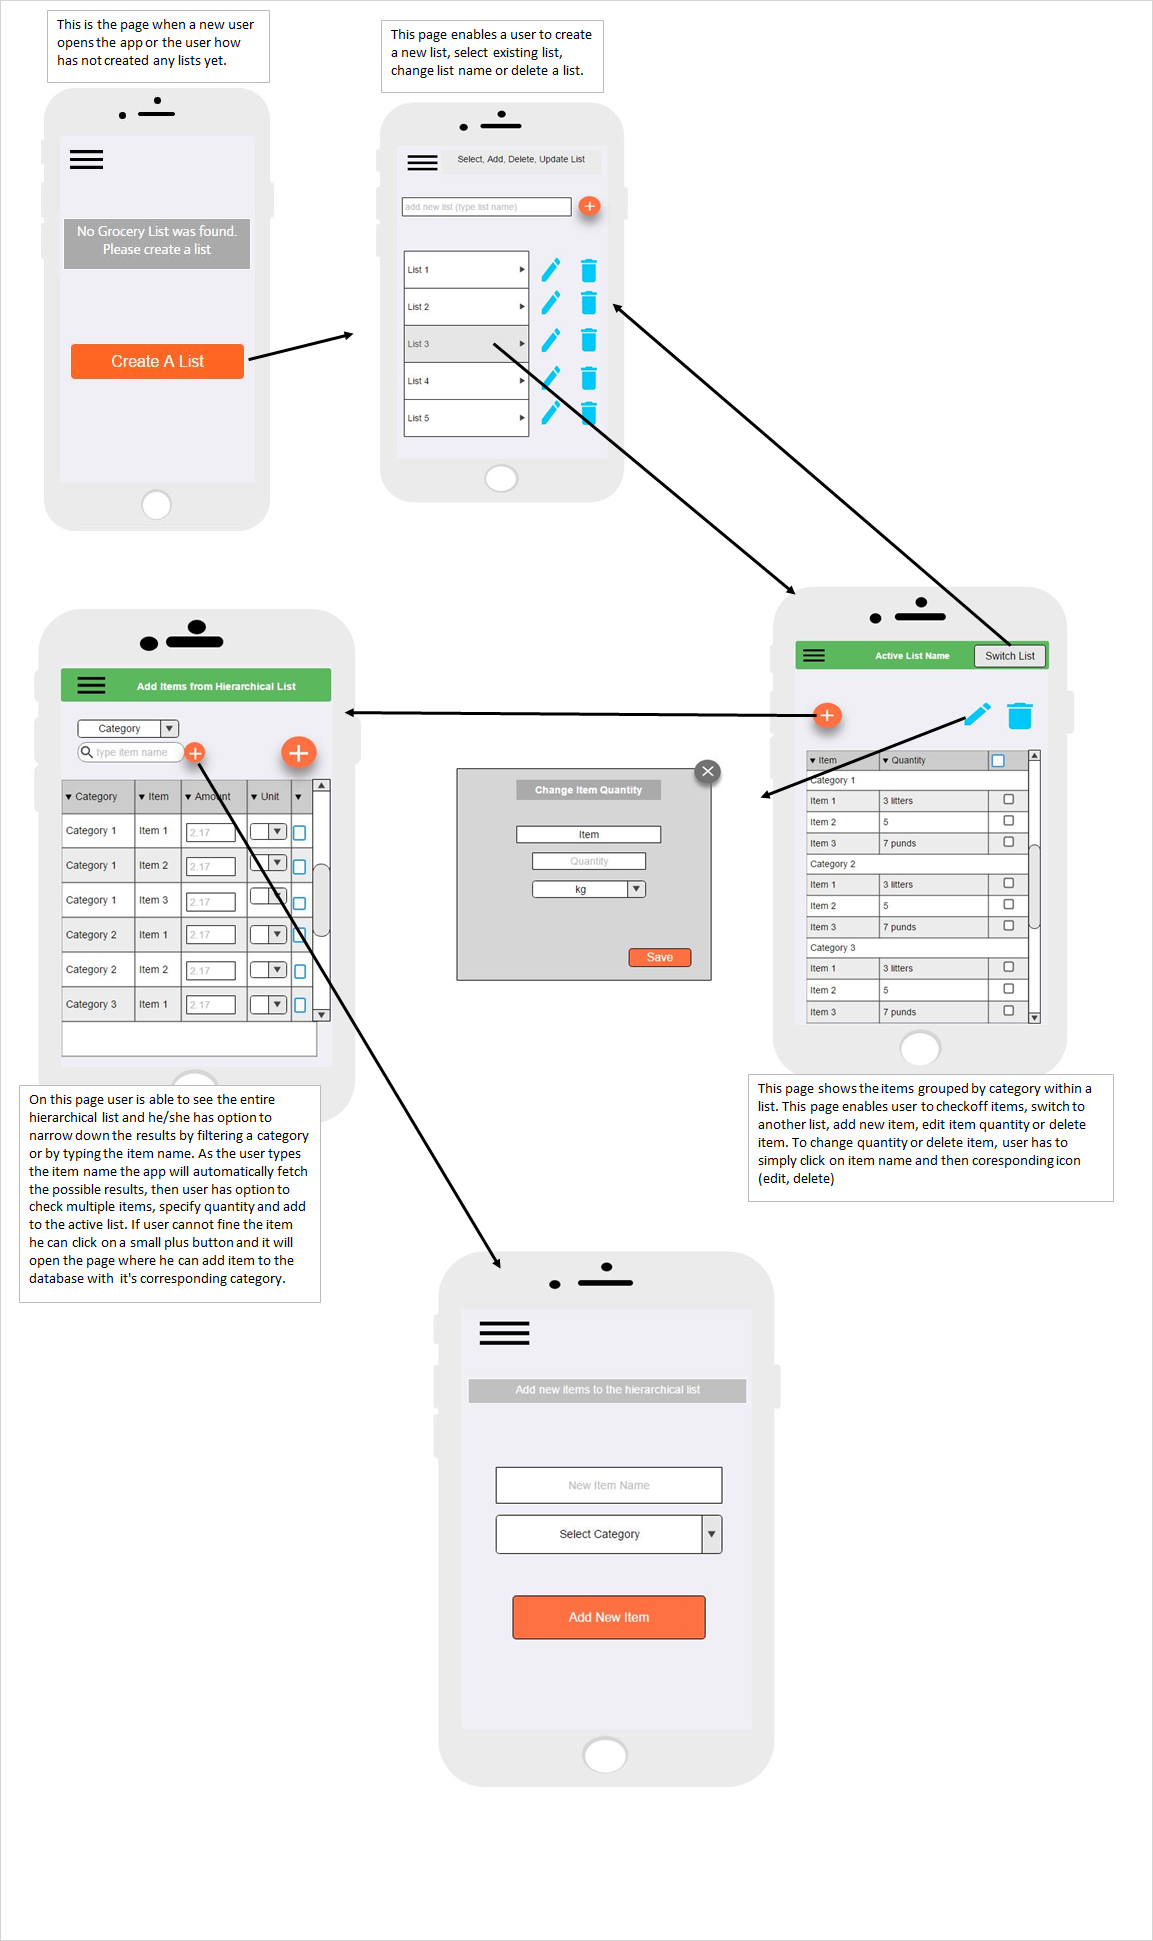 This is the page when a new user
opens the app or the user how
has not created any lists yet.
This page enables a user to create
a new list, select existing list,
change list name or delete a list.
No Grocery List was found.
Please create a list
Create A List
Select, Add, Delete, Update List
add new list (type list name)
List 1
List 2
List 3
List 4
List 5
Add Items from Hierarchical List
Category
type item name
Category Item Amount Unit
Category 1 Item 1 2.17
Category 1 Item 2 2.17
Category 1 Item 3 2.17
Category 2 Item 1 2.17
Category 2 Item 2 2.17
Category 3 Item 1 2.17
On this page user is able to see the entire
hierarchical list and he/she has option to
narrow down the results by filtering a category
or by typing the item name. As the user types
the item name the app will automatically fetch
the possible results, then user has option to
check multiple items, specify quantity and add
to the active list. If user cannot fine the item
he can click on a small plus button and it will
open the page where he can add item to the
database with it's corresponding category.
Change Item Quantity
Item
Quantity
kg
Save
Active List Name
Switch List
Item Quantity
Category 1
Item 1 3 litters
Item 2 5
Item 3 7 punds
Category 2
Item 1 3 litters
Item 2 5
Item 3 7 punds
Category 3
Item 1 3 litters
Item 2 5
Item 3 7 punds
This page shows the items grouped by category within a
list. This page enables user to checkoff items, switch to
another list, add new item, edit item quantity or delete
item. To change quantity or delete item, user has to
simply click on item name and then coresponding icon
(edit, delete)
Add new items to the hierarchical list
New Item Name
Select Category
Add New Item